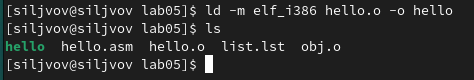 [siljvov@siljvov lab05]$ ld -m elf_i386 hello.o -o hello
[siljvov@siljvov lab05]$ ls
hello  hello.asm  hello.o  list.lst  obj.o
[siljvov@siljvov lab05]$